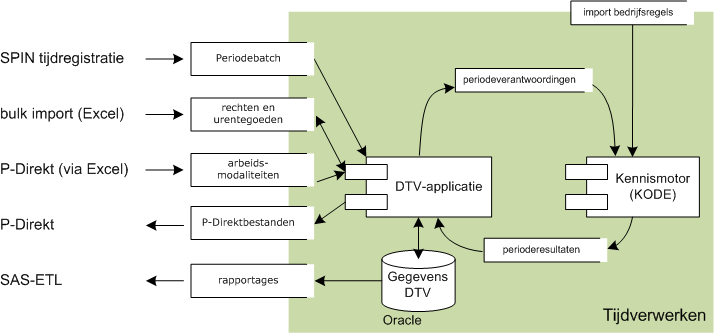 import bedrijfsregels
SPIN tijdregistratie
Periodebatch
periodeverantwoordingen
bulk import (Excel)
rechten en
urentegoeden
P-Direkt (via Excel)
arbeids-
modaliteiten
DTV-applicatie
Kennismotor
(KODE)
P-Direkt
P-Direktbestanden
perioderesultaten
SAS-ETL
rapportages
Gegevens
DTV
Oracle
Tijdverwerken